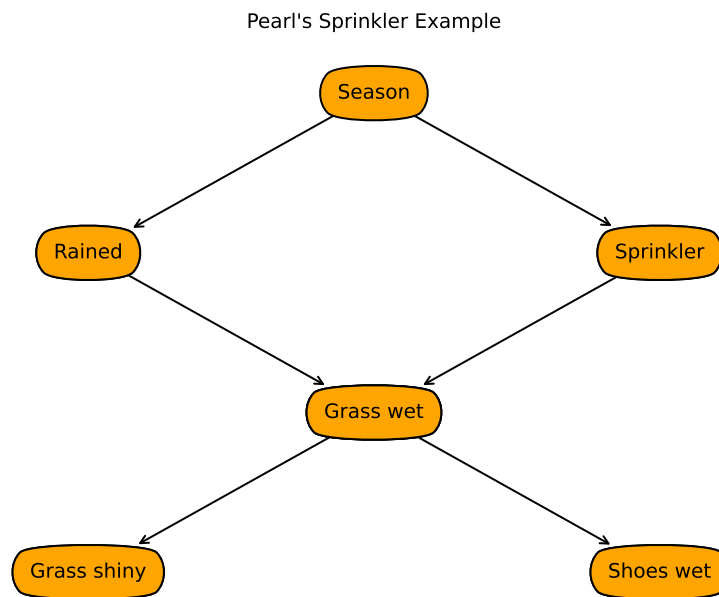 Pearl's Sprinkler Example
Season
Rained
Sprinkler
Grass wet
Grass shiny
Shoes wet